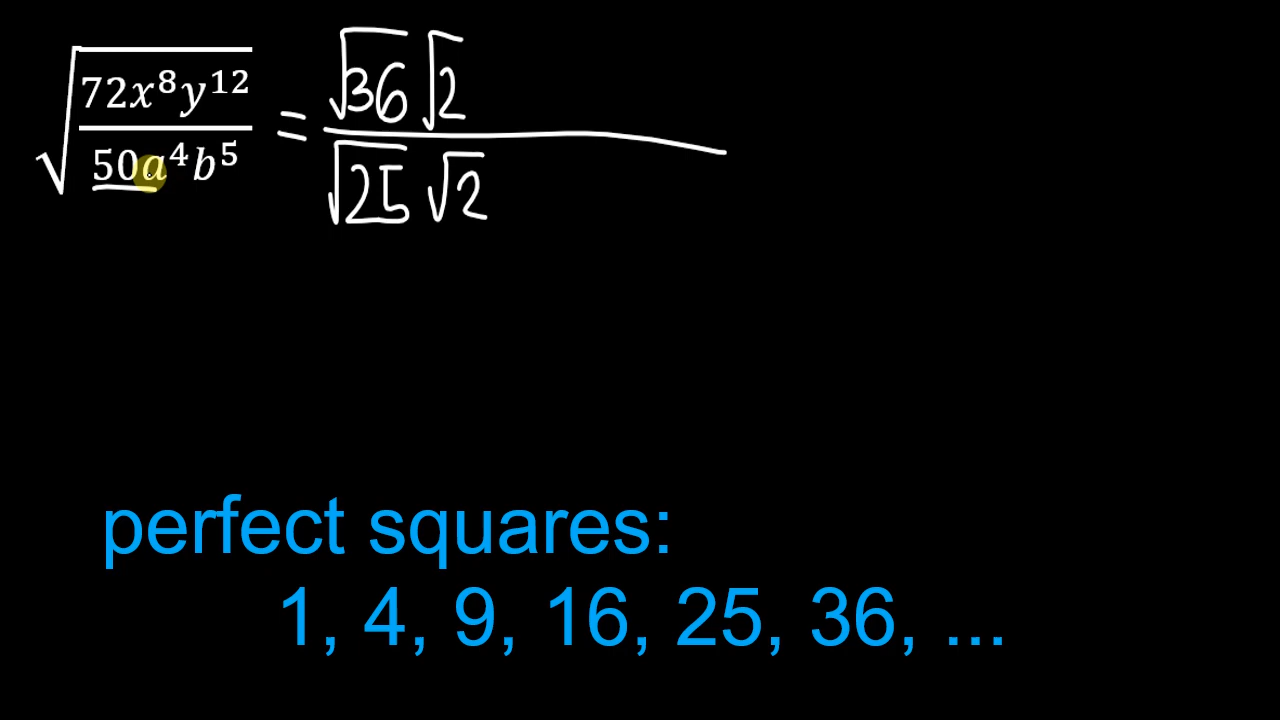 √(72x⁸y¹²/50a⁴b⁵) = √36 √2 / √25 √2
perfect squares:
1, 4, 9, 16, 25, 36, ...